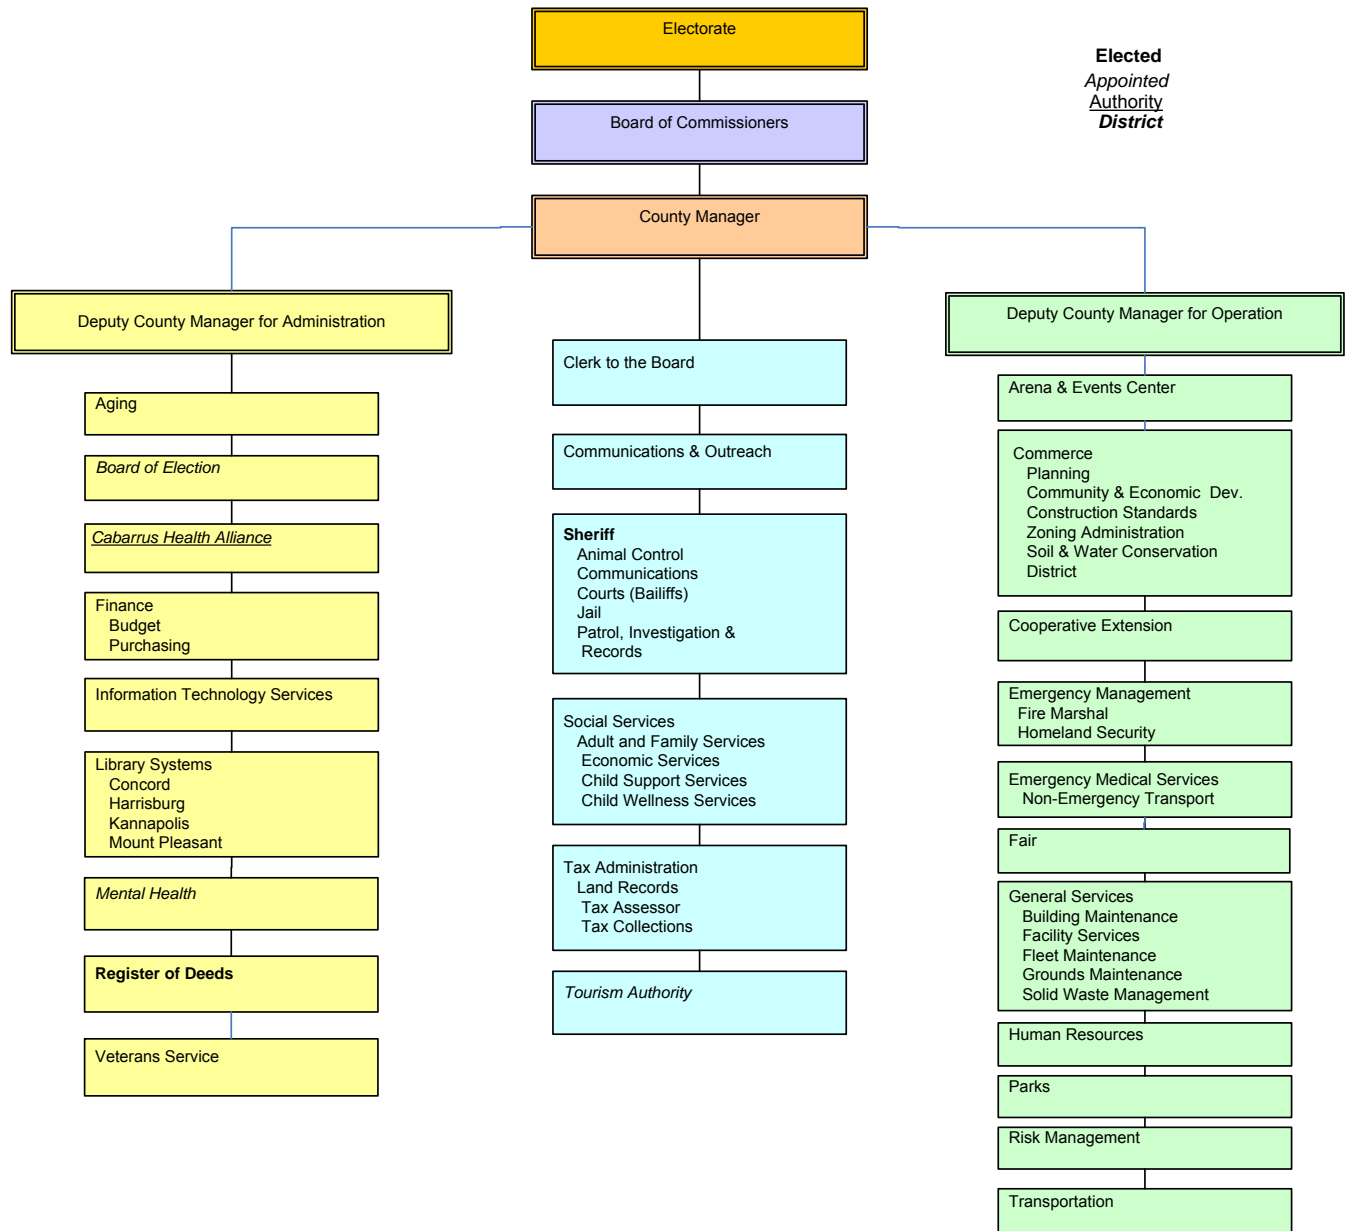 Electorate
Elected
Appointed
Authority
District
Board of Commissioners
County Manager
Deputy County Manager for Administration
Aging
Board of Election
Cabarrus Health Alliance
Finance
Budget
Purchasing
Information Technology Services
Library Systems
Concord
Harrisburg
Kannapolis
Mount Pleasant
Mental Health
Register of Deeds
Veterans Service
Clerk to the Board
Communications & Outreach
Sheriff
Animal Control
Communications
Courts (Bailiffs)
Jail
Patrol, Investigation &
Records
Social Services
Adult and Family Services
Economic Services
Child Support Services
Child Wellness Services
Tax Administration
Land Records
Tax Assessor
Tax Collections
Tourism Authority
Deputy County Manager for Operation
Arena & Events Center
Commerce
Planning
Community & Economic Dev.
Construction Standards
Zoning Administration
Soil & Water Conservation
District
Cooperative Extension
Emergency Management
Fire Marshal
Homeland Security
Emergency Medical Services
Non-Emergency Transport
Fair
General Services
Building Maintenance
Facility Services
Fleet Maintenance
Grounds Maintenance
Solid Waste Management
Human Resources
Parks
Risk Management
Transportation